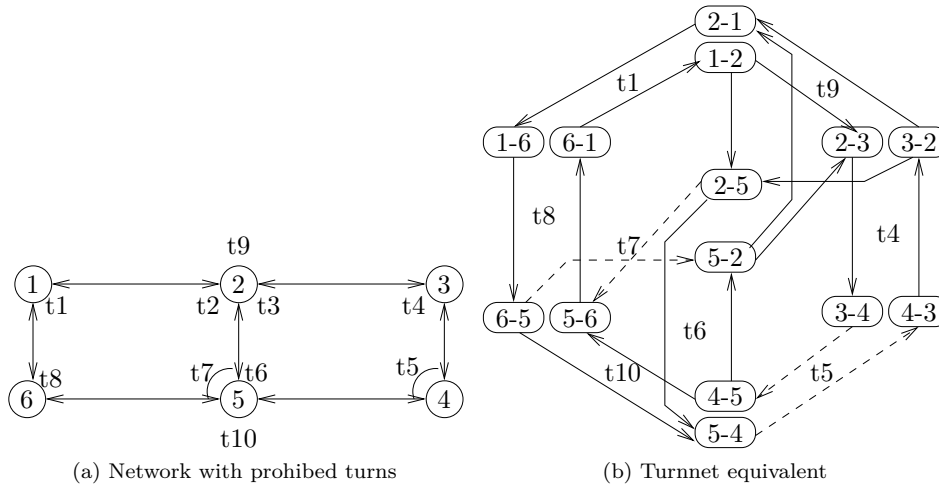 2-1
1-2
t1
t9
1-6
6-1
2-3
3-2
2-5
t8
t7
t4
5-2
t9
1
2
3
t1
t2
t3
t4
6-5
5-6
3-4
4-3
t6
t8
t7
t6
t5
t10
t5
6
5
4
4-5
t10
5-4
(a) Network with prohibed turns
(b) Turnnet equivalent